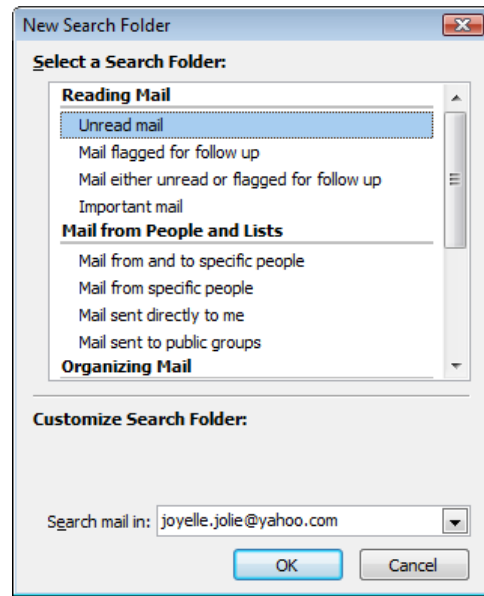 New Search Folder
Select a Search Folder:
Reading Mail
Unread mail
Mail flagged for follow up
Mail either unread or flagged for follow up
Important mail
Mail from People and Lists
Mail from and to specific people
Mail from specific people
Mail sent directly to me
Mail sent to public groups
Organizing Mail
Customize Search Folder:
Search mail in: joyelle.jolie@yahoo.com
OK Cancel